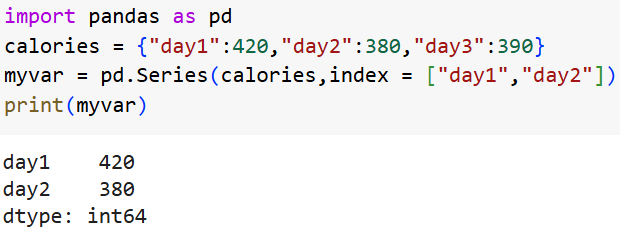 import pandas as pd
calories = {"day1":420,"day2":380,"day3":390}
myvar = pd.Series(calories,index = ["day1","day2"])
print(myvar)
day1    420
day2    380
dtype: int64